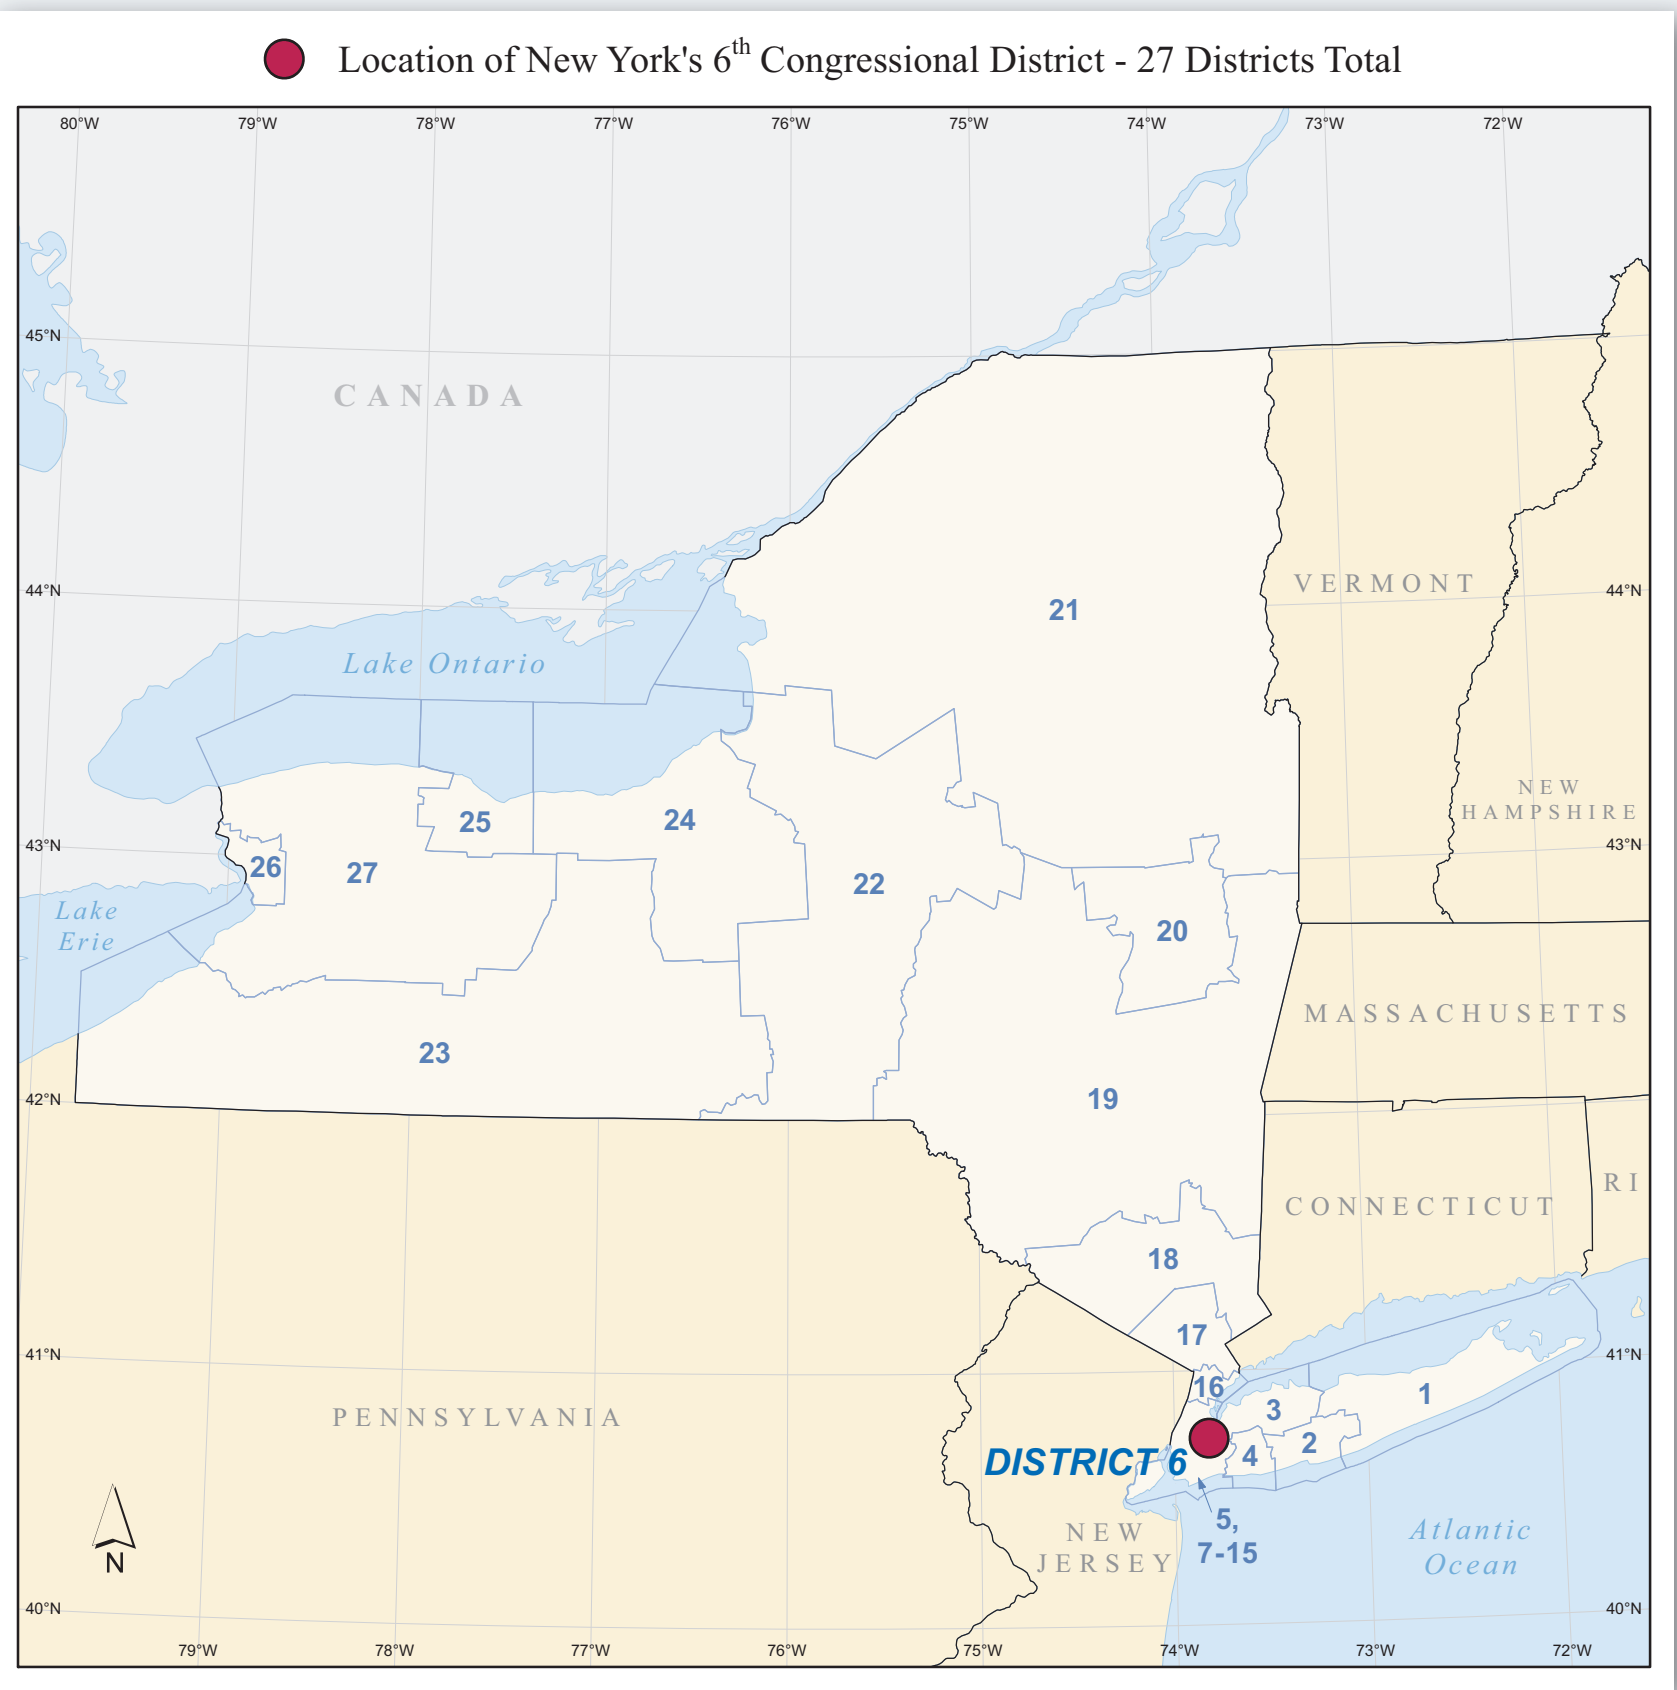 Location of New York's 6th Congressional District - 27 Districts Total
80°W 79°W 78°W 77°W 76°W 75°W 74°W 73°W 72°W
45°N
CANADA
44°N
VERMONT
44°N
21
Lake Ontario
NEW
HAMPSHIRE
25
24
43°N
43°N
26
27
22
Lake
Erie
20
MASSACHUSETTS
23
42°N
19
RI
CONNECTICUT
18
17
41°N
41°N
16
1
3
PENNSYLVANIA
2
4
DISTRICT 6
5,
7-15
NEW
JERSEY
Atlantic
Ocean
N
40°N
40°N
79°W 78°W 77°W 76°W 75°W 74°W 73°W 72°W